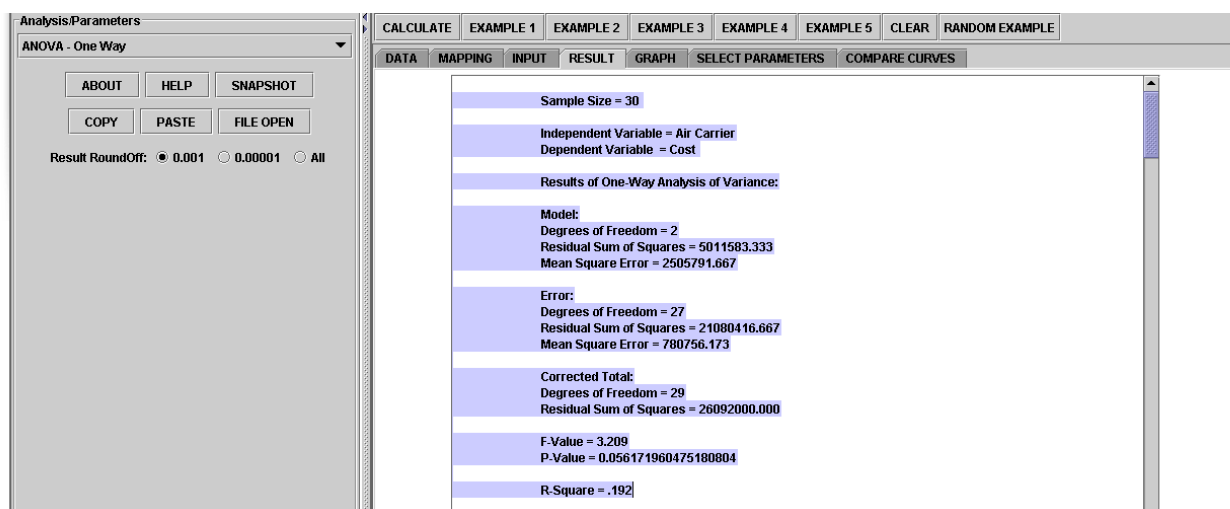 Analysis/Parameters
ANOVA - One Way
ABOUT HELP SNAPSHOT
COPY PASTE FILE OPEN
Result RoundOff: 0.001 0.00001 All
CALCULATE EXAMPLE 1 EXAMPLE 2 EXAMPLE 3 EXAMPLE 4 EXAMPLE 5 CLEAR RANDOM EXAMPLE
DATA MAPPING INPUT RESULT GRAPH SELECT PARAMETERS COMPARE CURVES
Sample Size = 30
Independent Variable = Air Carrier
Dependent Variable = Cost
Results of One-Way Analysis of Variance:
Model:
Degrees of Freedom = 2
Residual Sum of Squares = 5011583.333
Mean Square Error = 2505791.667
Error:
Degrees of Freedom = 27
Residual Sum of Squares = 21080416.667
Mean Square Error = 780756.173
Corrected Total:
Degrees of Freedom = 29
Residual Sum of Squares = 26092000.000
F-Value = 3.209
P-Value = 0.056171960475180804
R-Square = .192